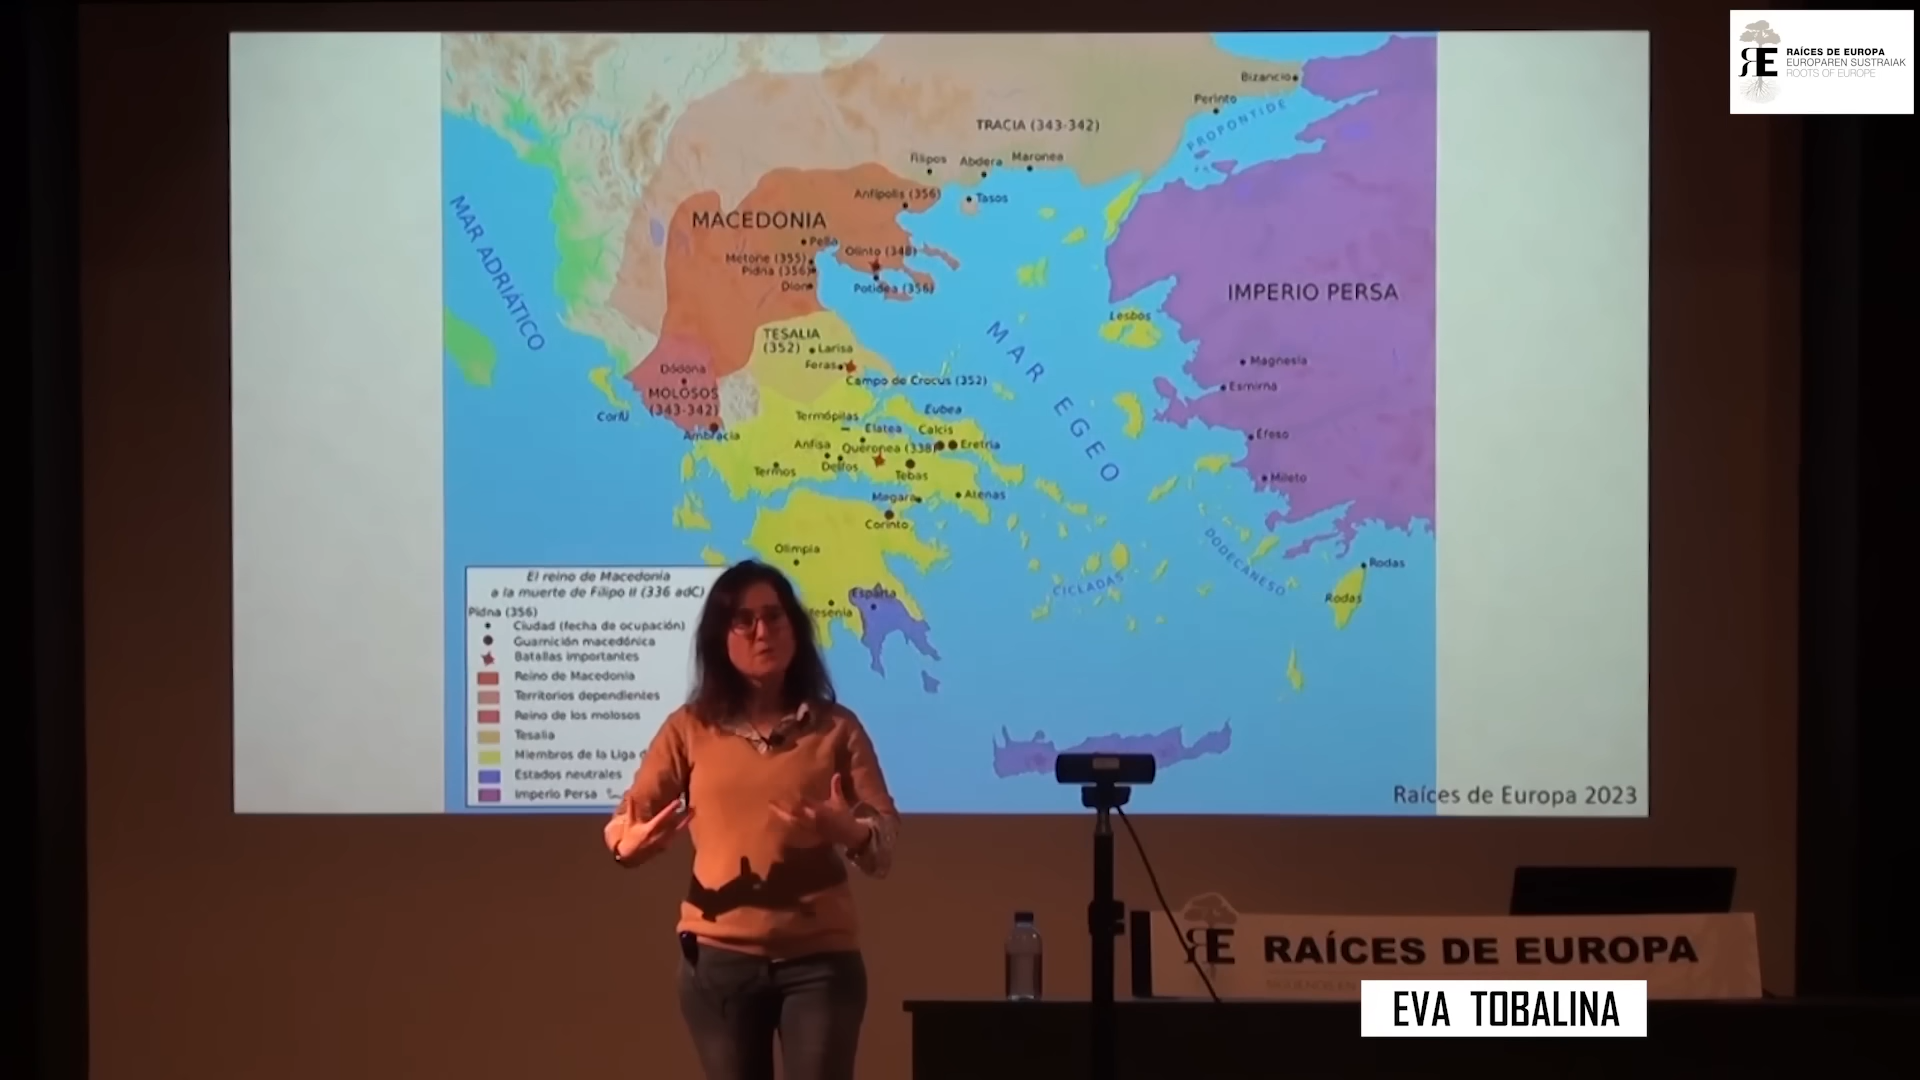 RAÍCES DE EUROPA
EUROPAREN SUSTRAIAK
ROOTS OF EUROPE
Bizancio
Perinto
PROPONTIDE
TRACIA (343-342)
Filipos
Abdera
Maronea
Anfípolis (356)
Tasos
MACEDONIA
Pella
Olinto (348)
Metone (355)
Pidna (356)
Dion
Potidea (356)
MAR ADRIÁTICO
IMPERIO PERSA
Lesbos
MAR EGEO
TESALIA
(352)
Larisa
Feras
Campo de Crocus (352)
Magnesia
Esmirna
Dódona
MOLOSOS
(343-342)
Corfú
Ambracia
Termópilas
Eubea
Elatea
Calcis
Anfisa
Queronea (338)
Eretria
Efeso
Termos
Delfos
Tebas
Mileto
Megara
Atenas
Corinto
Olimpia
DODECANESO
CICLADAS
Rodas
Rodas
Esparta
El reino de Macedonia
a la muerte de Filipo II (336 adC)
Pidna (356)
Ciudad (fecha de ocupación)
Guarnición macedónica
Batallas importantes
Reino de Macedonia
Territorios dependientes
Reino de los molosos
Tesalia
Miembros de la Liga
Estados neutrales
Imperio Persa
Raíces de Europa 2023
RE RAÍCES DE EUROPA
EVA TOBALINA